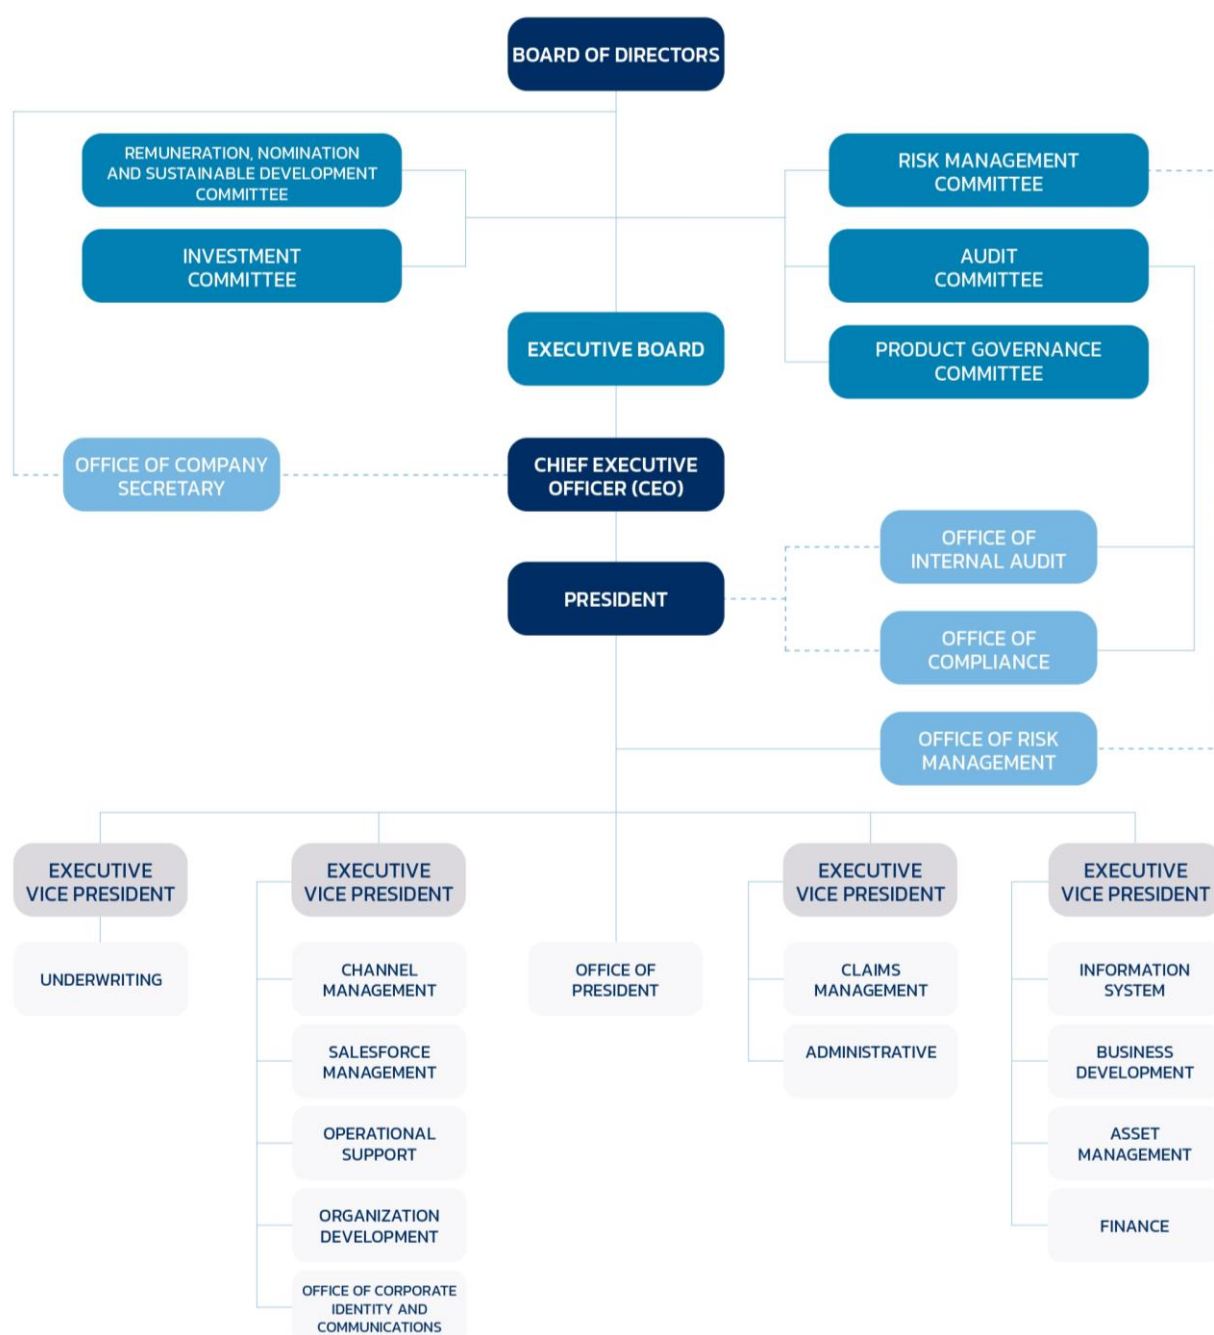 BOARD OF DIRECTORS
REMUNERATION, NOMINATION
AND SUSTAINABLE DEVELOPMENT
COMMITTEE
RISK MANAGEMENT
COMMITTEE
INVESTMENT
COMMITTEE
AUDIT
COMMITTEE
EXECUTIVE BOARD
PRODUCT GOVERNANCE
COMMITTEE
OFFICE OF COMPANY
SECRETARY
CHIEF EXECUTIVE
OFFICER (CEO)
OFFICE OF
INTERNAL AUDIT
PRESIDENT
OFFICE OF
COMPLIANCE
OFFICE OF RISK
MANAGEMENT
EXECUTIVE
VICE PRESIDENT
UNDERWRITING
EXECUTIVE
VICE PRESIDENT
CHANNEL
MANAGEMENT
SALESFORCE
MANAGEMENT
OPERATIONAL
SUPPORT
ORGANIZATION
DEVELOPMENT
OFFICE OF CORPORATE
IDENTITY AND
COMMUNICATIONS
OFFICE OF
PRESIDENT
EXECUTIVE
VICE PRESIDENT
CLAIMS
MANAGEMENT
ADMINISTRATIVE
EXECUTIVE
VICE PRESIDENT
INFORMATION
SYSTEM
BUSINESS
DEVELOPMENT
ASSET
MANAGEMENT
FINANCE